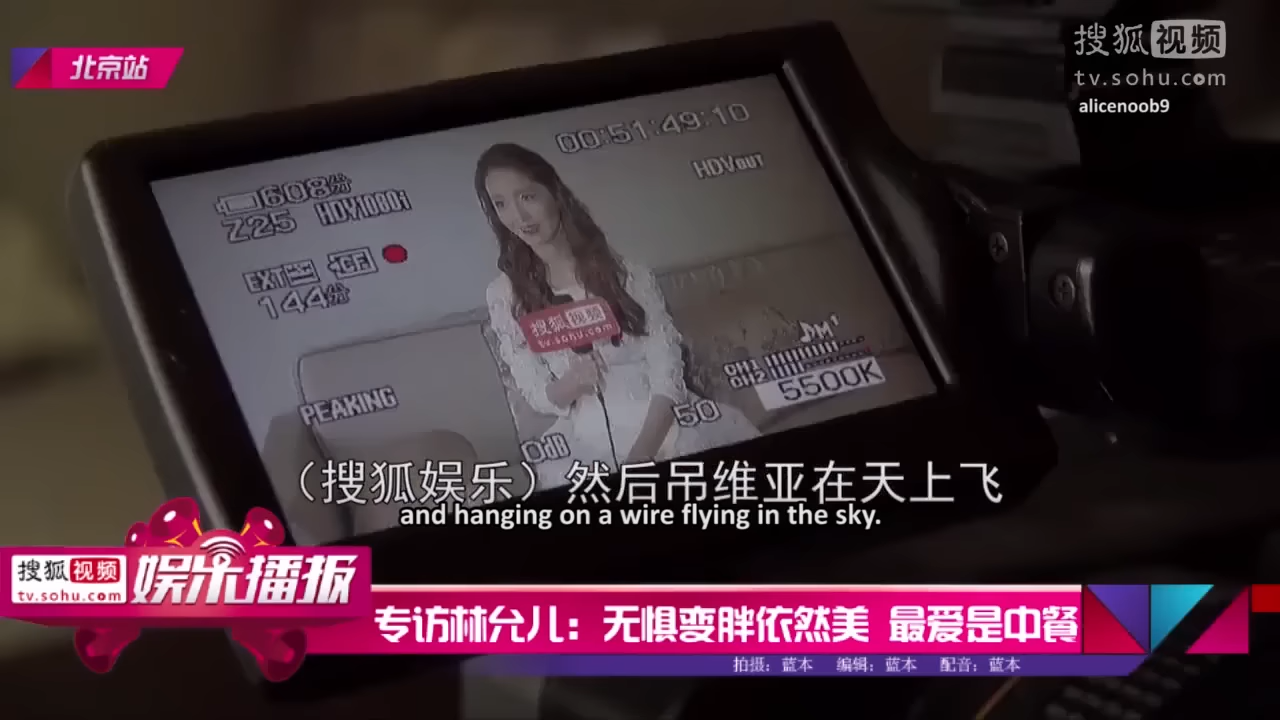 搜狐视频
tv.sohu.com
alicenoob9
北京站
00:51:49:10
608分
HDVout
Z25 HDV1080i
EXT CF
144分
搜狐视频
tv.sohu.com
CH1
CH2
5500K
PEAKING
50
0dB
（搜狐娱乐）然后吊维亚在天上飞
and hanging on a wire flying in the sky.
搜狐视频
tv.sohu.com
娱乐播报
专访林允儿：无惧变胖依然美 最爱是中餐
拍摄：蓝本 编辑：蓝本 配音：蓝本